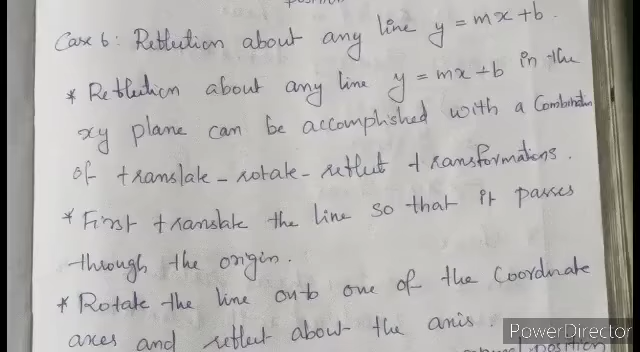 position
Case 6: Reflection about any line y = mx+b.
* Reflection about any line y = mx+b in the
xy plane can be accomplished with a combination
of translate - rotate - reflect transformations.
* First translate the line so that it passes
through the origin.
* Rotate the line onto one of the coordinate
axes and reflect about the axis.
PowerDirector
position